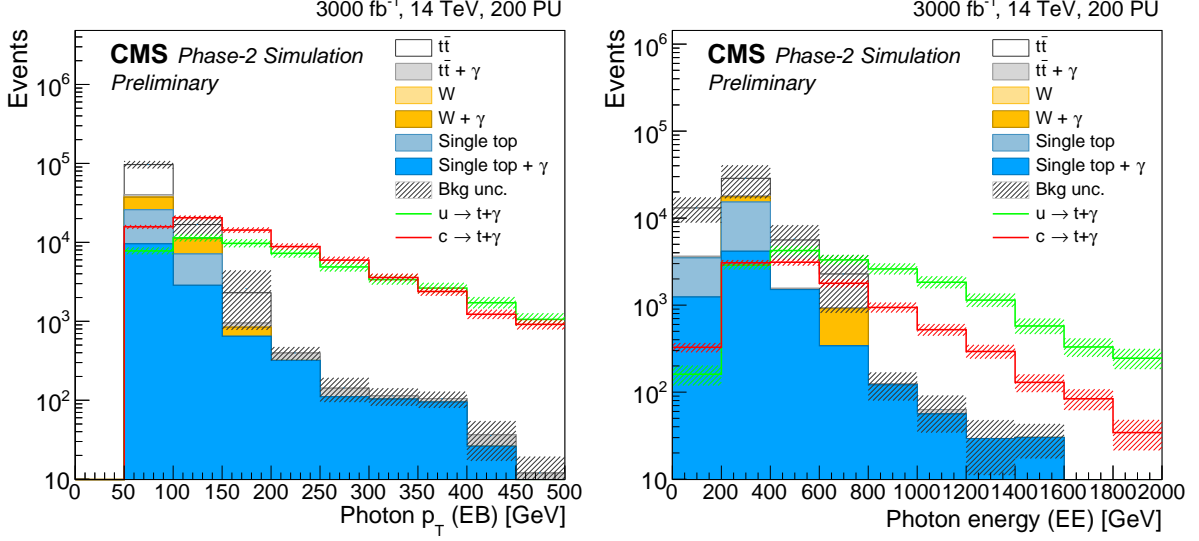 3000 fb⁻¹, 14 TeV, 200 PU
Events
CMS Phase-2 Simulation
Preliminary
tt̄
tt̄ + γ
W
W + γ
Single top
Single top + γ
Bkg unc.
u → t+γ
c → t+γ
10⁶
10⁵
10⁴
10³
10²
10
0 50 100 150 200 250 300 350 400 450 500
Photon p_T (EB) [GeV]
3000 fb⁻¹, 14 TeV, 200 PU
Events
CMS Phase-2 Simulation
Preliminary
tt̄
tt̄ + γ
W
W + γ
Single top
Single top + γ
Bkg unc.
u → t+γ
c → t+γ
10⁶
10⁵
10⁴
10³
10²
10
0 200 400 600 800 1000 1200 1400 1600 1800 2000
Photon energy (EE) [GeV]